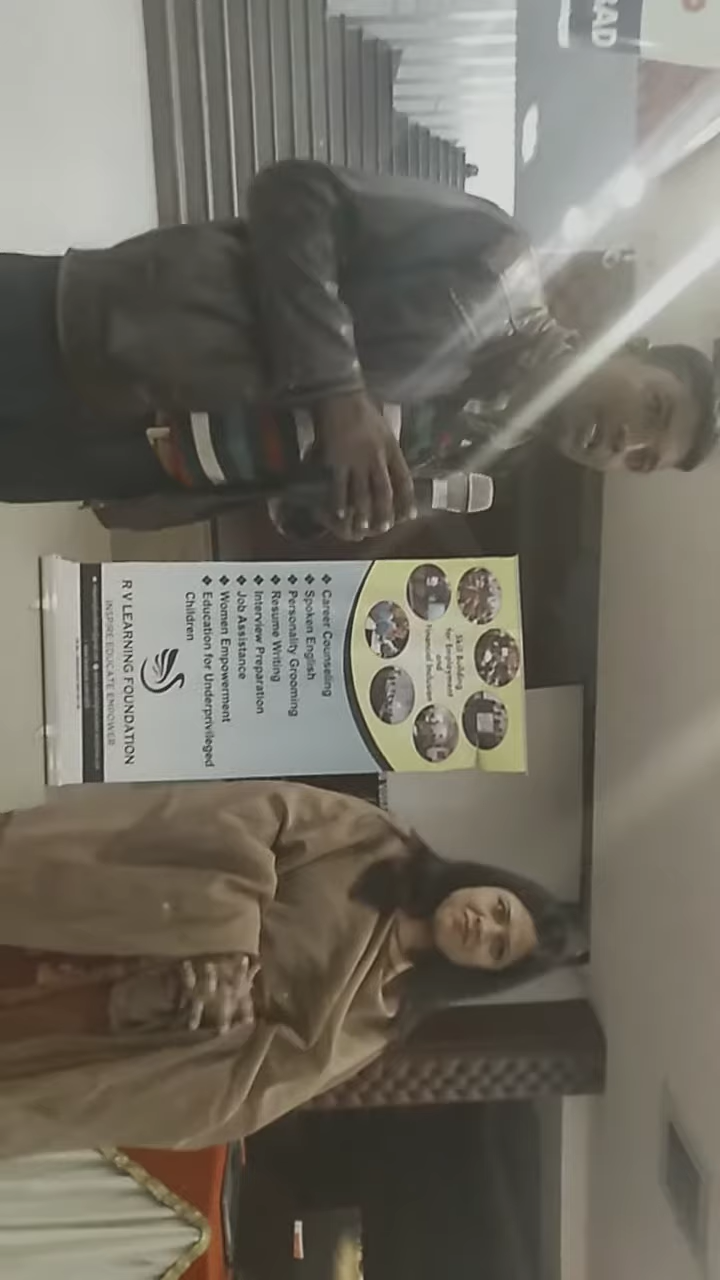 Skill Building
for Employment
and
Financial Inclusion
❖ Career Counseling
❖ Spoken English
❖ Personality Grooming
❖ Resume Writing
❖ Interview Preparation
❖ Job Assistance
❖ Women Empowerment
❖ Education for Underprivileged
Children
RV LEARNING FOUNDATION
INSPIRE EDUCATE EMPOWER